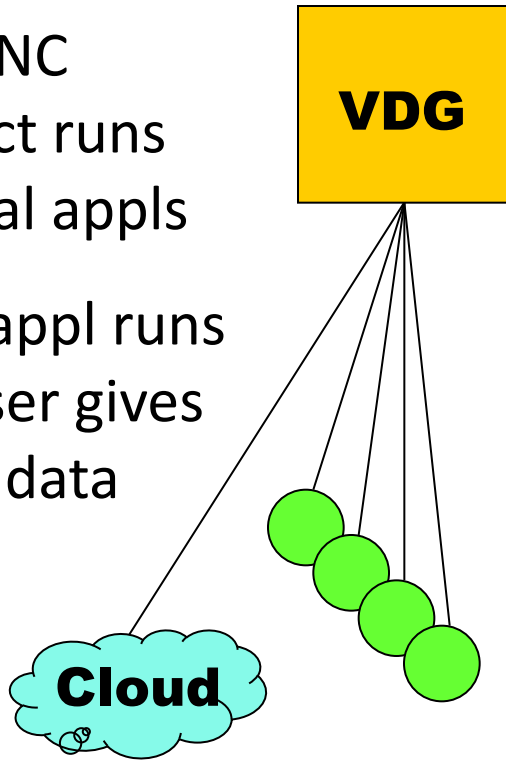 NC
ct runs
al appls
appl runs
ser gives
data
VDG
Cloud